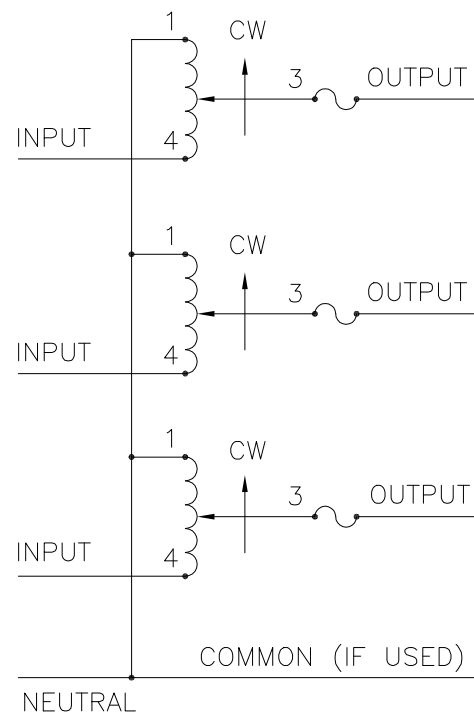 1
CW
3
OUTPUT
INPUT
4
1
CW
3
OUTPUT
INPUT
4
1
CW
3
OUTPUT
INPUT
4
COMMON (IF USED)
NEUTRAL